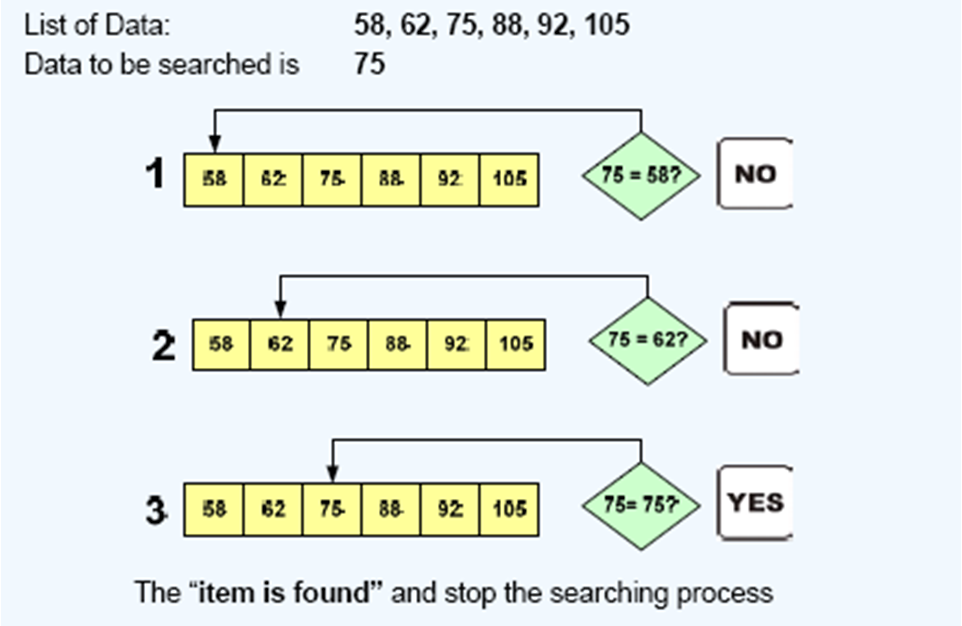 List of Data: 58, 62, 75, 88, 92, 105
Data to be searched is 75
1 58 62 75 88 92 105 75 = 58? NO
2 58 62 75 88 92 105 75 = 62? NO
3 58 62 75 88 92 105 75= 75? YES
The “item is found” and stop the searching process